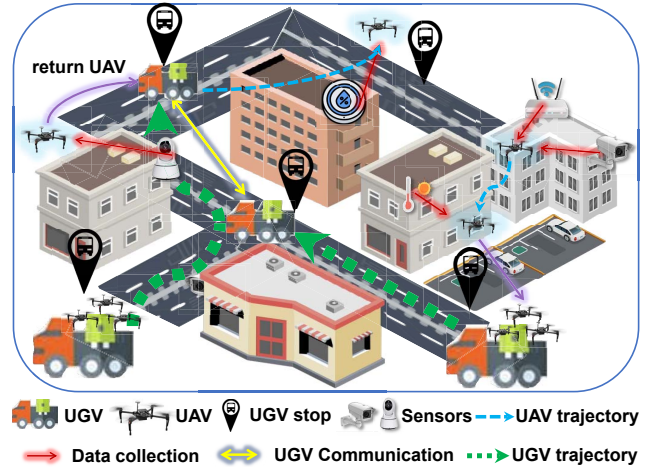 return UAV
UGV
UAV
UGV stop
Sensors
UAV trajectory
Data collection
UGV Communication
UGV trajectory